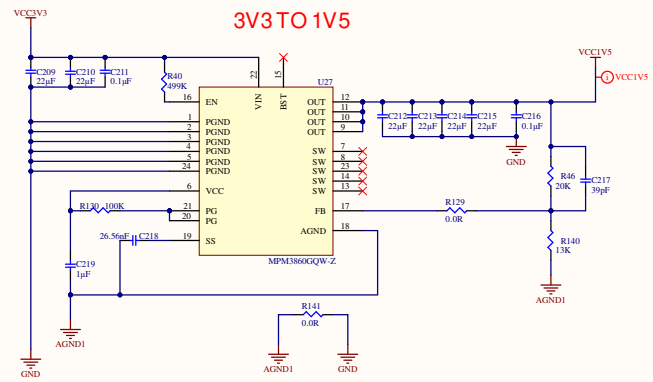 3V3 TO 1V5
VCC3V3
VCC1V5
VCC1V5
C209
22µF
C210
22µF
C211
0.1µF
R40
499K
22
15
U27
VIN
BST
16
EN
1
PGND
2
PGND
3
PGND
4
PGND
5
PGND
24
PGND
6
VCC
21
PG
20
PG
19
SS
OUT
12
OUT
11
OUT
10
OUT
9
SW
7
SW
8
SW
23
SW
14
SW
13
FB
17
AGND
18
MPM3860GQW-Z
C212
22µF
C213
22µF
C214
22µF
C215
22µF
C216
0.1µF
GND
R46
20K
C217
39pF
R129
0.0R
R140
13K
AGND1
R130
100K
26.56nF
C218
C219
1µF
AGND1
R141
0.0R
AGND1
GND
GND